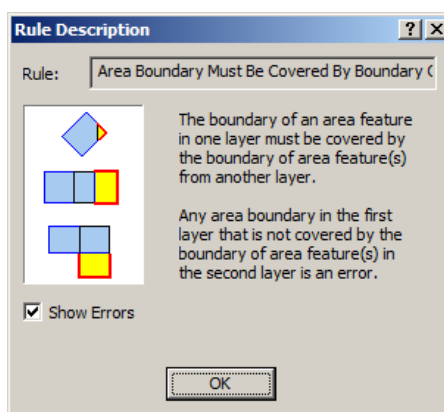 Rule Description
Rule: Area Boundary Must Be Covered By Boundary
The boundary of an area feature
in one layer must be covered by
the boundary of area feature(s)
from another layer.
Any area boundary in the first
layer that is not covered by the
boundary of area feature(s) in
the second layer is an error.
Show Errors
OK